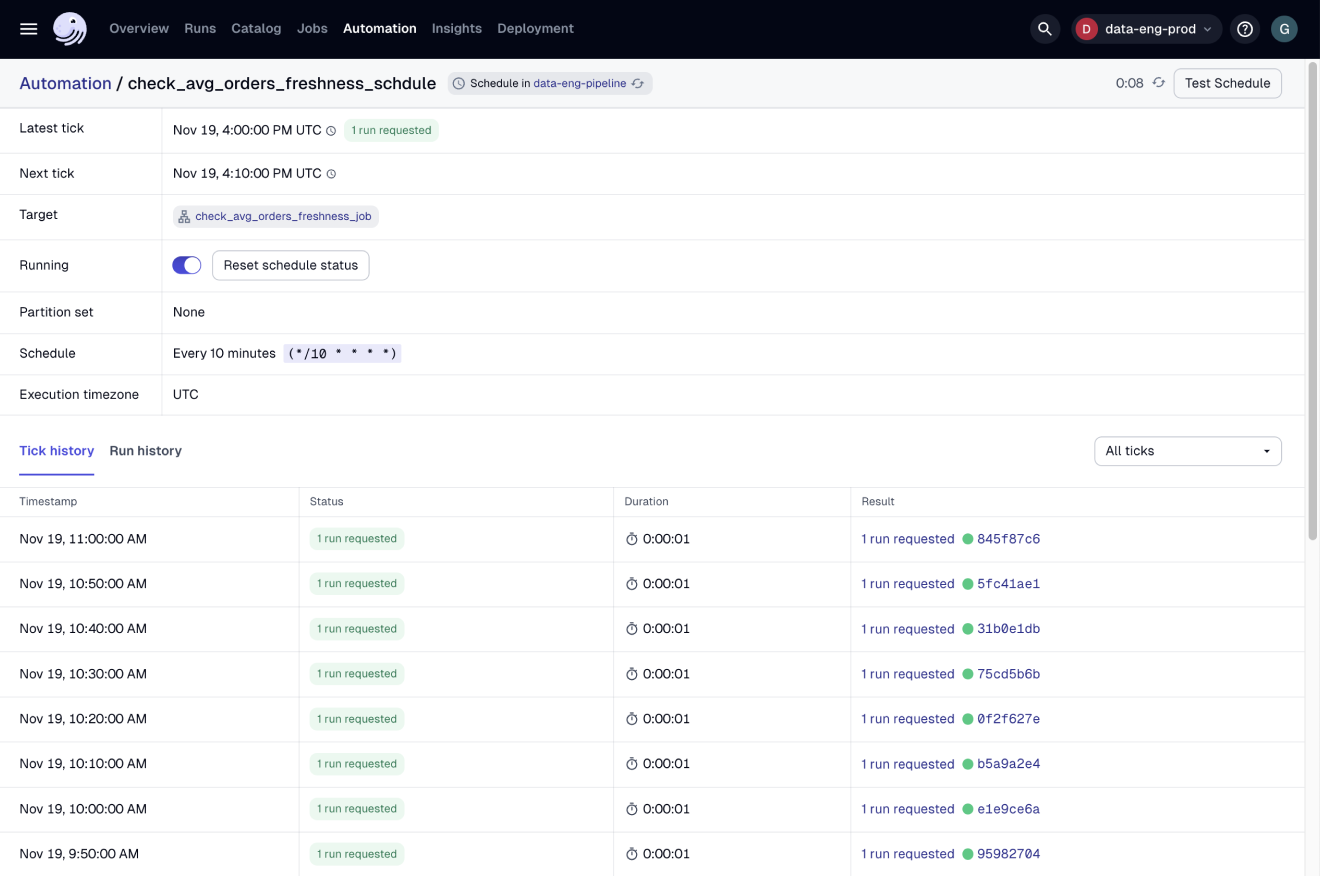 Overview Runs Catalog Jobs Automation Insights Deployment D data-eng-prod G
Automation / check_avg_orders_freshness_schdule Schedule in data-eng-pipeline 0:08 Test Schedule
Latest tick Nov 19, 4:00:00 PM UTC 1 run requested
Next tick Nov 19, 4:10:00 PM UTC
Target check_avg_orders_freshness_job
Running Reset schedule status
Partition set None
Schedule Every 10 minutes (*/10 * * * *)
Execution timezone UTC
Tick history Run history All ticks
Timestamp Status Duration Result
Nov 19, 11:00:00 AM 1 run requested 0:00:01 1 run requested 845f87c6
Nov 19, 10:50:00 AM 1 run requested 0:00:01 1 run requested 5fc41ae1
Nov 19, 10:40:00 AM 1 run requested 0:00:01 1 run requested 31b0e1db
Nov 19, 10:30:00 AM 1 run requested 0:00:01 1 run requested 75cd5b6b
Nov 19, 10:20:00 AM 1 run requested 0:00:01 1 run requested 0f2f627e
Nov 19, 10:10:00 AM 1 run requested 0:00:01 1 run requested b5a9a2e4
Nov 19, 10:00:00 AM 1 run requested 0:00:01 1 run requested e1e9ce6a
Nov 19, 9:50:00 AM 1 run requested 0:00:01 1 run requested 95982704